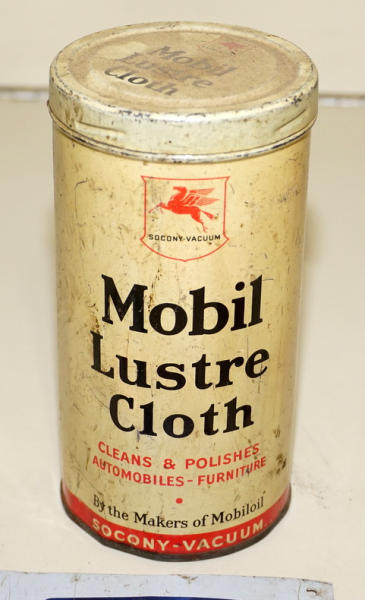 Mobil
Lustre
Cloth
SOCONY-VACUUM
Mobil
Lustre
Cloth
CLEANS & POLISHES
AUTOMOBILES - FURNITURE
By the Makers of Mobiloil
SOCONY-VACUUM